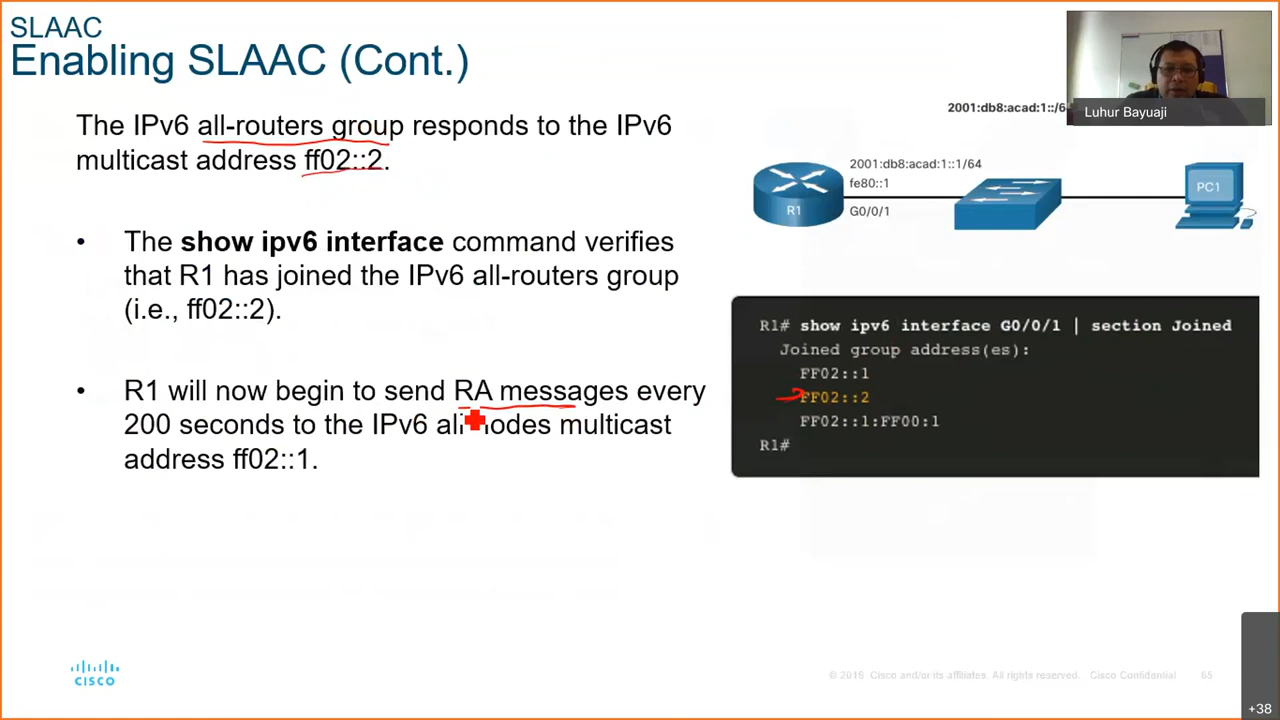 SLAAC
Enabling SLAAC (Cont.)
The IPv6 all-routers group responds to the IPv6
multicast address ff02::2.
• The show ipv6 interface command verifies
that R1 has joined the IPv6 all-routers group
(i.e., ff02::2).
• R1 will now begin to send RA messages every
200 seconds to the IPv6 all-nodes multicast
address ff02::1.
Luhur Bayuaji
2001:db8:acad:1::/6
2001:db8:acad:1::1/64
fe80::1
R1
G0/0/1
PC1
R1# show ipv6 interface G0/0/1 | section Joined
Joined group address(es):
FF02::1
FF02::2
FF02::1:FF00:1
R1#
CISCO
© 2016 Cisco and/or its affiliates. All rights reserved. Cisco Confidential 65
+38